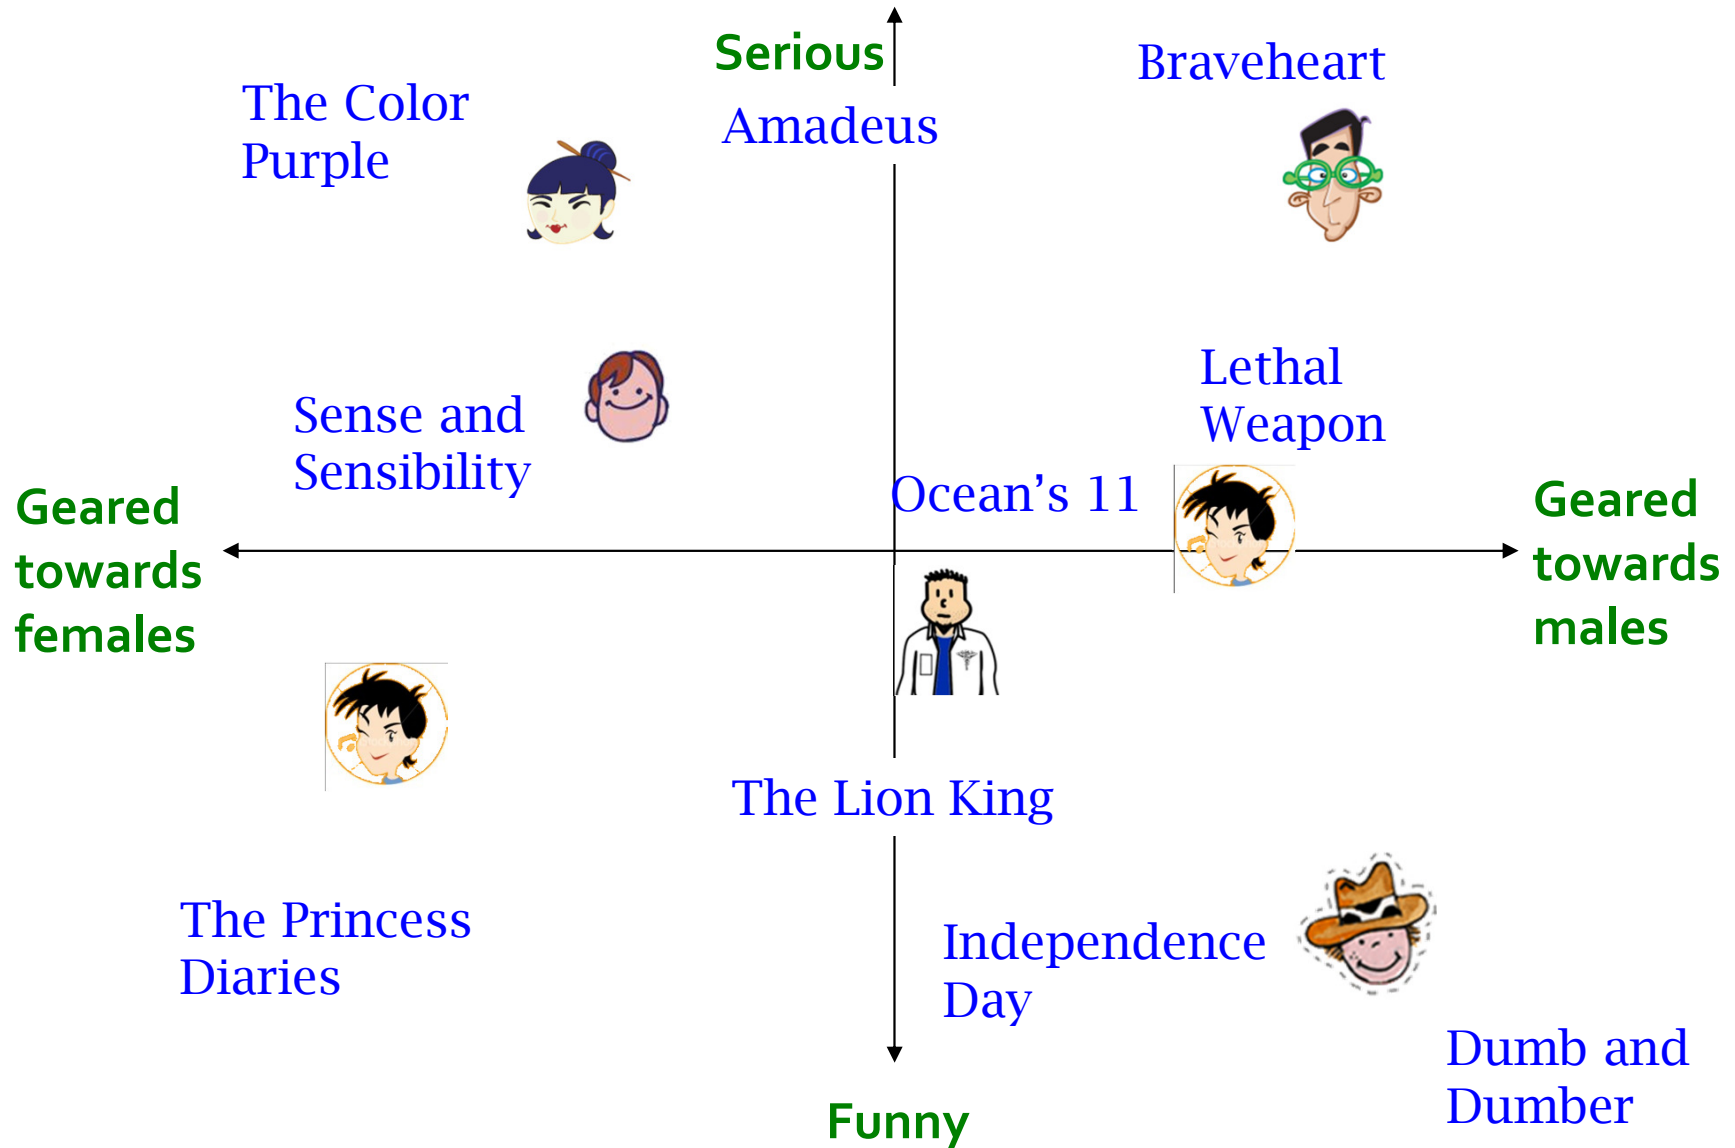 Serious
Braveheart
The Color
Purple
Amadeus
Lethal
Weapon
Sense and
Sensibility
Ocean’s 11
Geared
towards
females
Geared
towards
males
The Lion King
The Princess
Diaries
Independence
Day
Dumb and
Dumber
Funny